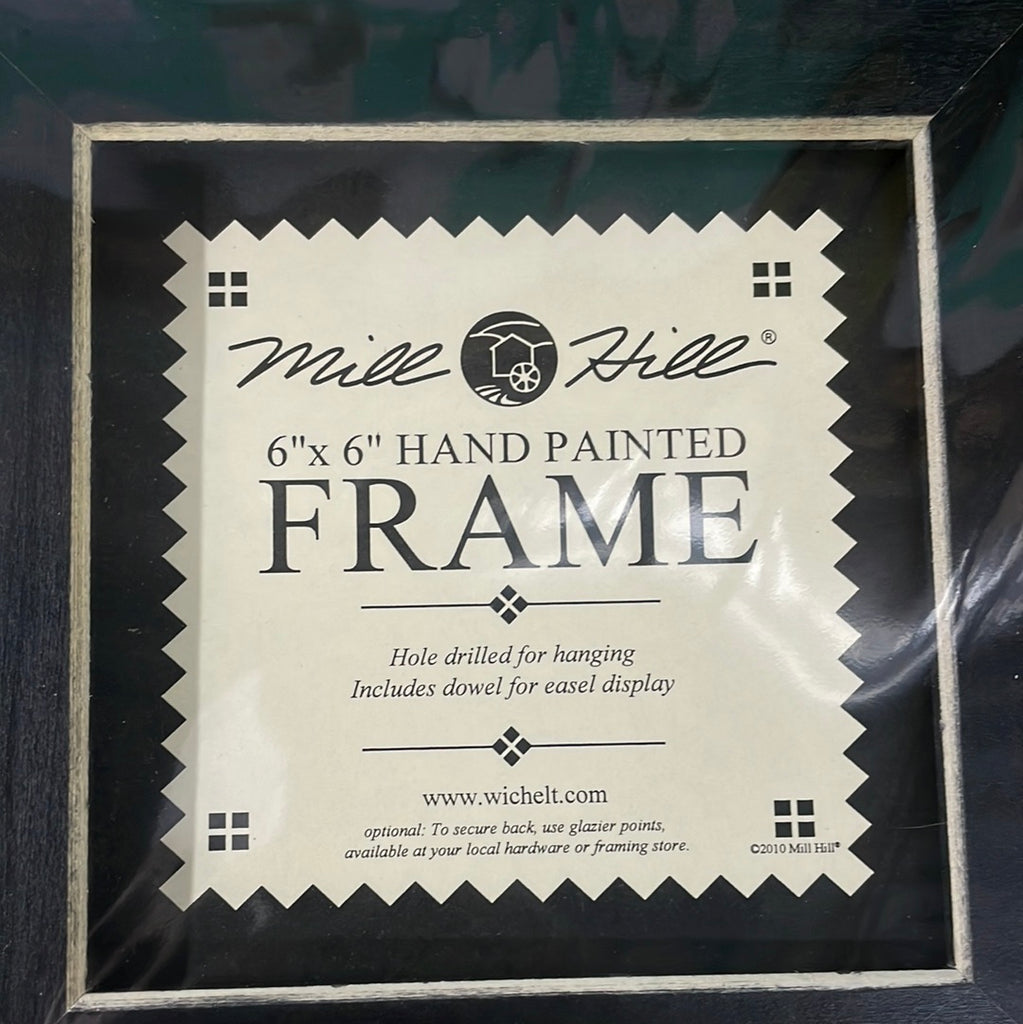 Mill Hill®
6"x 6" HAND PAINTED
FRAME
Hole drilled for hanging
Includes dowel for easel display
www.wichelt.com
optional: To secure back, use glazier points,
available at your local hardware or framing store.
©2010 Mill Hill®